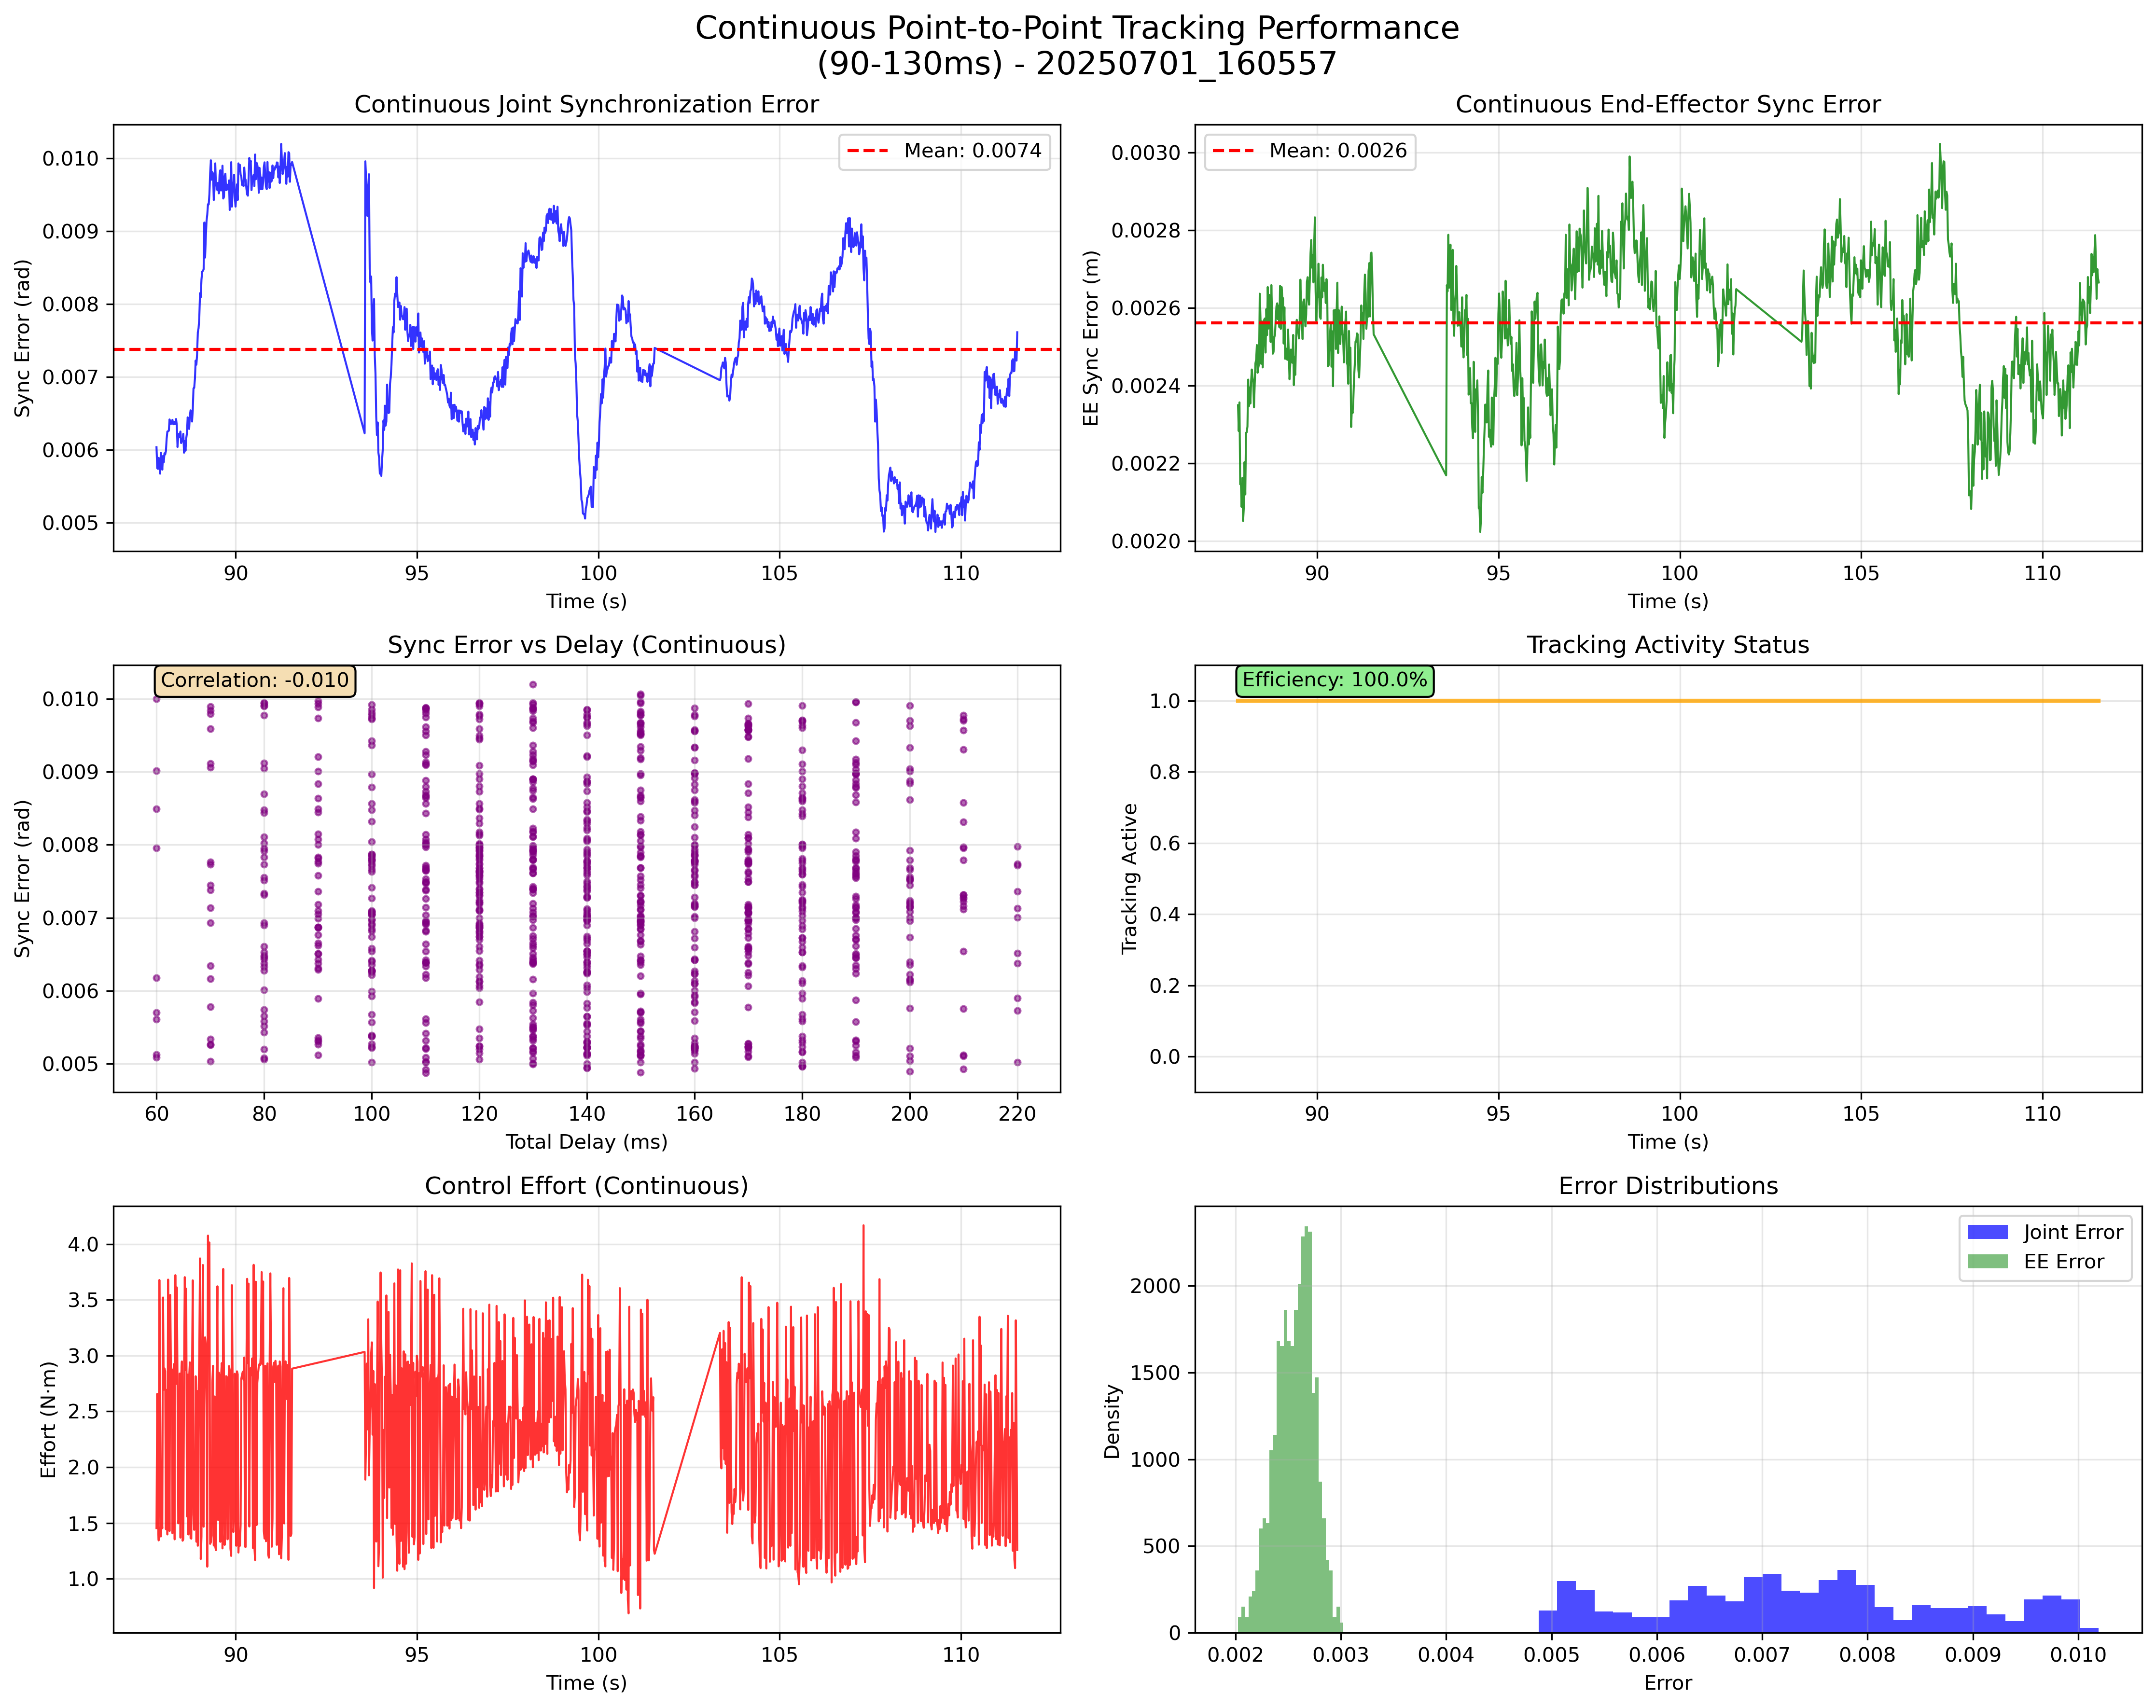 Continuous Point-to-Point Tracking Performance
(90-130ms) - 20250701_160557
Continuous Joint Synchronization Error
Sync Error (rad)
0.010
0.009
0.008
0.007
0.006
0.005
Mean: 0.0074
90 95 100 105 110
Time (s)
Continuous End-Effector Sync Error
EE Sync Error (m)
0.0030
0.0028
0.0026
0.0024
0.0022
0.0020
Mean: 0.0026
90 95 100 105 110
Time (s)
Sync Error vs Delay (Continuous)
Correlation: -0.010
Sync Error (rad)
0.010
0.009
0.008
0.007
0.006
0.005
60 80 100 120 140 160 180 200 220
Total Delay (ms)
Tracking Activity Status
Efficiency: 100.0%
Tracking Active
1.0
0.8
0.6
0.4
0.2
0.0
90 95 100 105 110
Time (s)
Control Effort (Continuous)
Effort (N·m)
4.0
3.5
3.0
2.5
2.0
1.5
1.0
90 95 100 105 110
Time (s)
Error Distributions
Joint Error
EE Error
Density
2000
1500
1000
500
0
0.002 0.003 0.004 0.005 0.006 0.007 0.008 0.009 0.010
Error